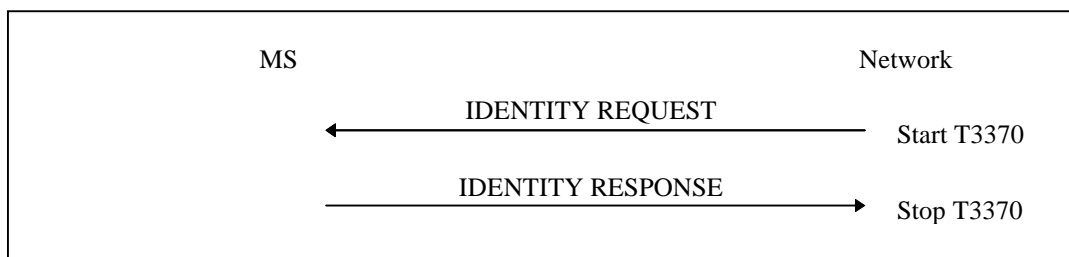 MS
Network
IDENTITY REQUEST
Start T3370
IDENTITY RESPONSE
Stop T3370